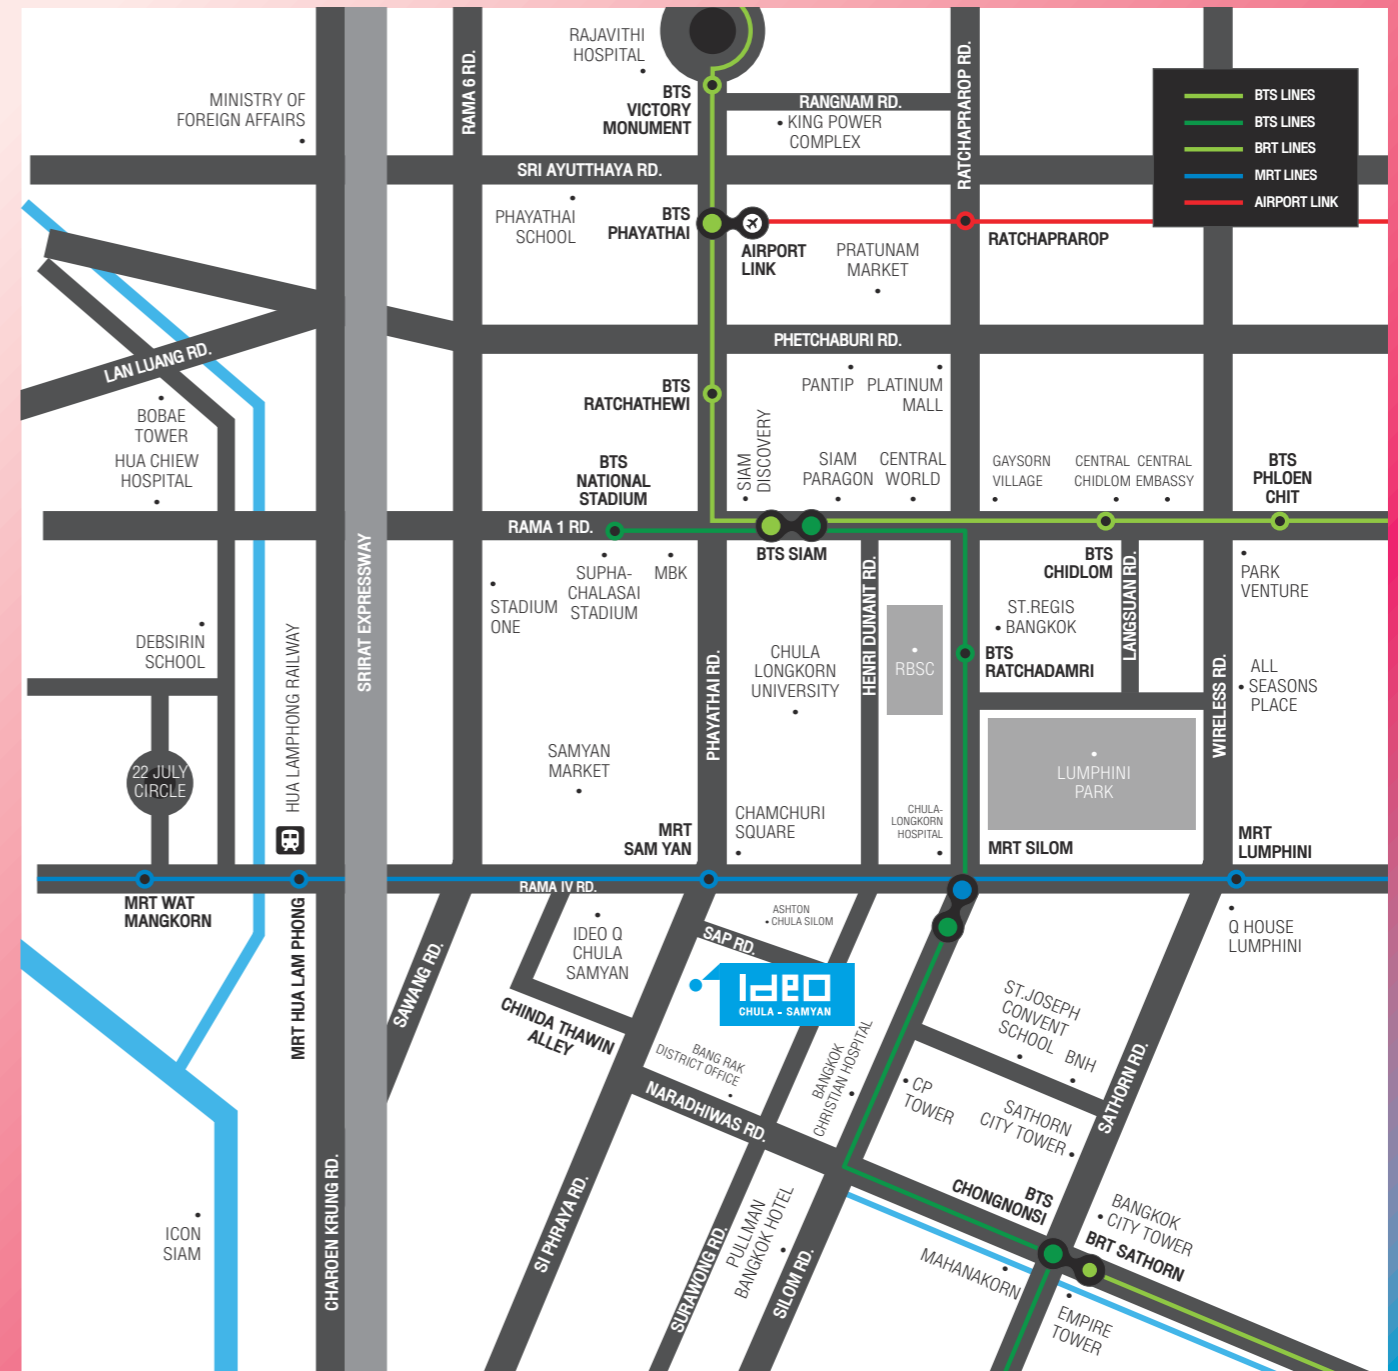 RAJAVITHI
HOSPITAL
RAMA 6 RD.
RATCHAPRAROP RD.
MINISTRY OF
FOREIGN AFFAIRS
BTS
VICTORY
MONUMENT
RANGNAM RD.
KING POWER
COMPLEX
BTS LINES
BTS LINES
BRT LINES
MRT LINES
AIRPORT LINK
SRI AYUTTHAYA RD.
PHAYATHAI
SCHOOL
BTS
PHAYATHAI
AIRPORT
LINK
PRATUNAM
MARKET
RATCHAPRAROP
LAN LUANG RD.
PHETCHABURI RD.
BTS
RATCHATHEWI
PANTIP
PLATINUM
MALL
BOBAE
TOWER
HUA CHIEW
HOSPITAL
BTS
NATIONAL
STADIUM
SIAM
DISCOVERY
SIAM
PARAGON
CENTRAL
WORLD
GAYSORN
VILLAGE
CENTRAL
CHIDLOM
CENTRAL
EMBASSY
BTS
PHLOEN
CHIT
RAMA 1 RD.
BTS SIAM
SRIRAT EXPRESSWAY
STADIUM
ONE
SUPHA-
CHALASAI
STADIUM
MBK
HENRI DUNANT RD.
BTS
CHIDLOM
LANGSUAN RD.
PARK
VENTURE
DEBSIRIN
SCHOOL
HUA LAMPHONG RAILWAY
PHAYATHAI RD.
CHULA
LONGKORN
UNIVERSITY
RBSC
ST.REGIS
BANGKOK
BTS
RATCHADAMRI
WIRELESS RD.
ALL
SEASONS
PLACE
22 JULY
CIRCLE
SAMYAN
MARKET
LUMPHINI
PARK
MRT
SAM YAN
CHAMCHURI
SQUARE
CHULA-
LONGKORN
HOSPITAL
MRT SILOM
MRT
LUMPHINI
RAMA IV RD.
MRT WAT
MANGKORN
MRT HUA LAM PHONG
SAWANG RD.
IDEO Q
CHULA
SAMYAN
ASHTON
CHULA SILOM
SAP RD.
Q HOUSE
LUMPHINI
ideo
CHULA - SAMYAN
CHINDA THAWIN
ALLEY
BANG RAK
DISTRICT OFFICE
BANGKOK
CHRISTIAN HOSPITAL
ST.JOSEPH
CONVENT
SCHOOL
BNH
NARADHIWAS RD.
CP
TOWER
SATHORN
CITY TOWER
SATHORN RD.
CHAROEN KRUNG RD.
ICON
SIAM
SI PHRAYA RD.
SURAWONG RD.
PULLMAN
BANGKOK HOTEL
SILOM RD.
BTS
CHONGNONSI
BANGKOK
CITY TOWER
BRT SATHORN
MAHANAKORN
EMPIRE
TOWER